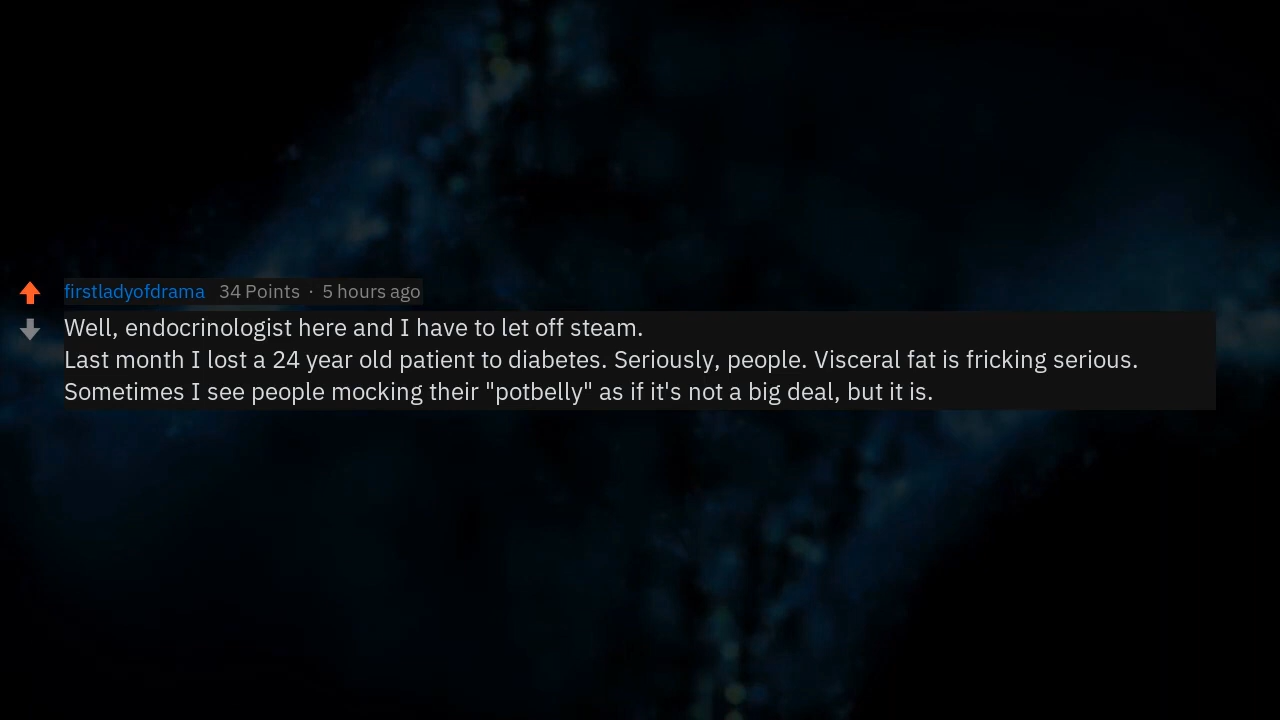 firstladyofdrama 34 Points · 5 hours ago
Well, endocrinologist here and I have to let off steam.
Last month I lost a 24 year old patient to diabetes. Seriously, people. Visceral fat is fricking serious.
Sometimes I see people mocking their "potbelly" as if it's not a big deal, but it is.